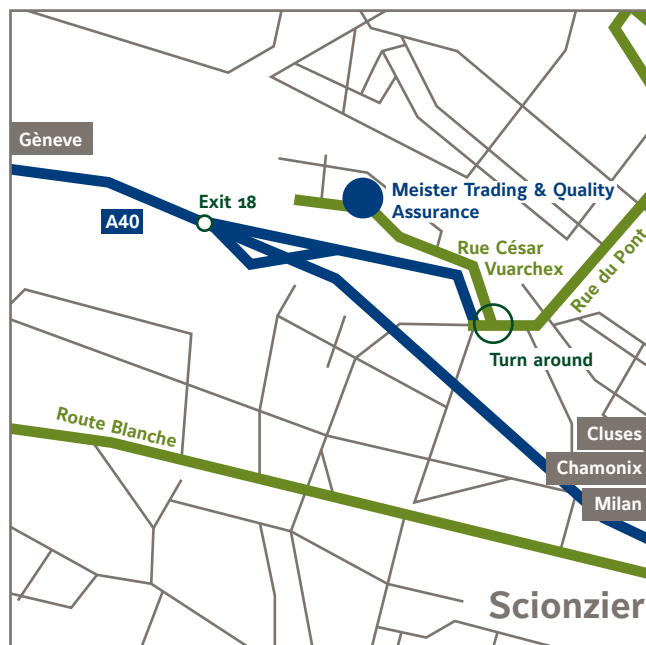 Gèneve
Exit 18
A40
Meister Trading & Quality
Assurance
Rue César
Vuarchex
Rue du Pont
Turn around
Route Blanche
Cluses
Chamonix
Milan
Scionzier